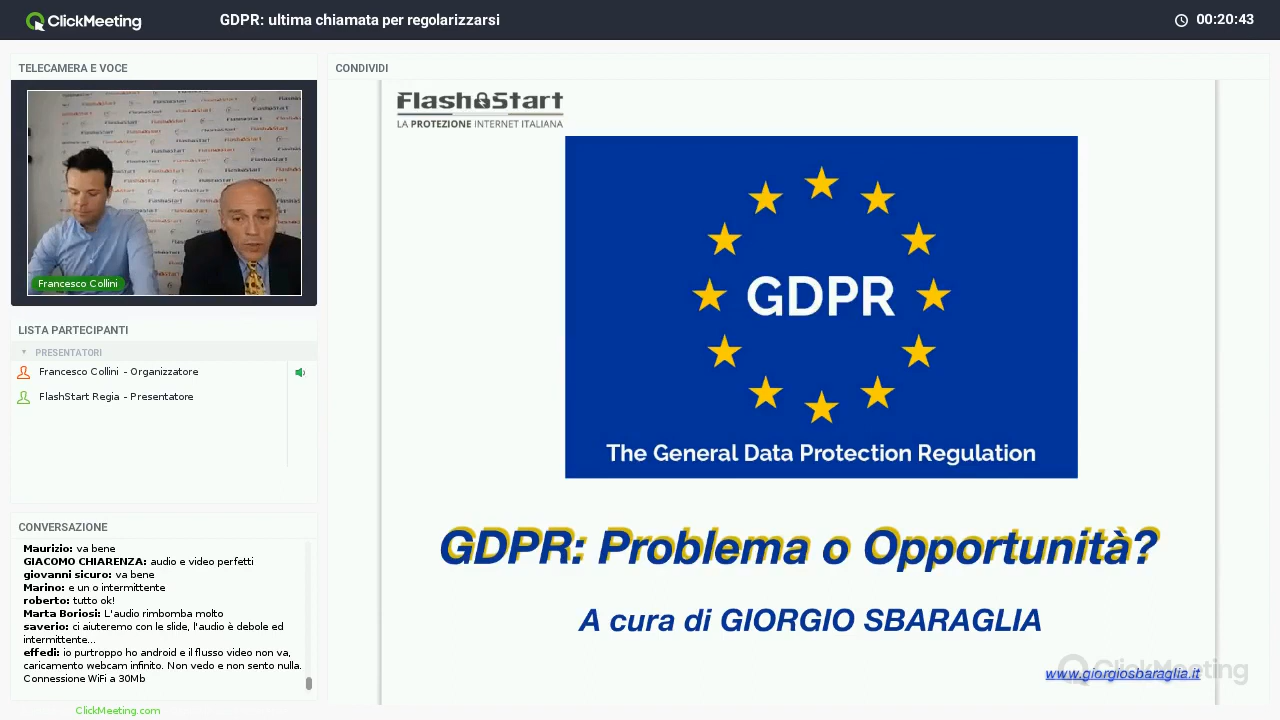 ClickMeeting
GDPR: ultima chiamata per regolarizzarsi
00:20:43
TELECAMERA E VOCE
Francesco Collini
LISTA PARTECIPANTI
PRESENTATORI
Francesco Collini - Organizzatore
FlashStart Regia - Presentatore
CONVERSAZIONE
Maurizio: va bene
GIACOMO CHIARENZA: audio e video perfetti
giovanni sicuro: va bene
Marino: e un o intermittente
roberto: tutto ok!
Marta Boriosi: L'audio rimbomba molto
saverio: ci aiuteremo con le slide, l'audio è debole ed
intermittente...
effedi: io purtroppo ho android e il flusso video non va,
caricamento webcam infinito. Non vedo e non sento nulla.
Connessione WiFi a 30Mb
ClickMeeting.com
CONDIVIDI
FlashStart
LA PROTEZIONE INTERNET ITALIANA
GDPR
The General Data Protection Regulation
GDPR: Problema o Opportunità?
A cura di GIORGIO SBARAGLIA
www.giorgiosbaraglia.it
ClickMeeting